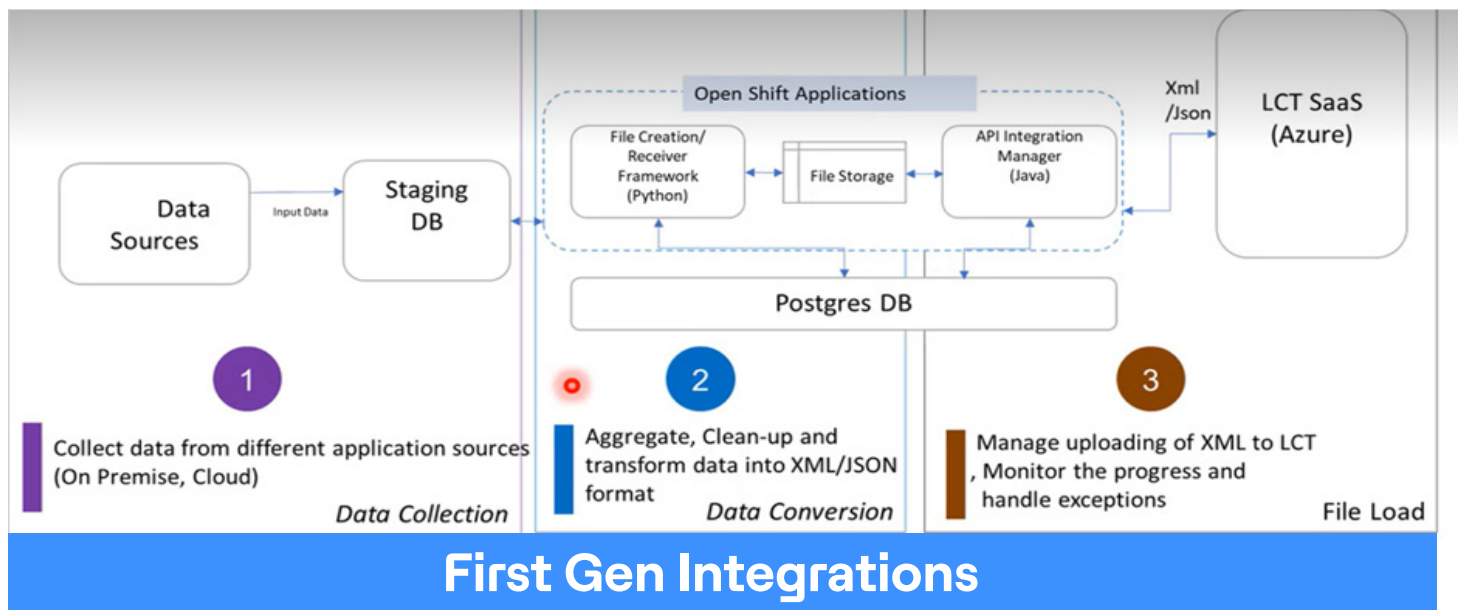 Open Shift Applications
Xml
/Json
LCT SaaS
(Azure)
File Creation/
Receiver
Framework
(Python)
File Storage
API Integration
Manager
(Java)
Data
Sources
Input Data
Staging
DB
Postgres DB
1
2
3
Collect data from different application sources
(On Premise, Cloud)
Data Collection
Aggregate, Clean-up and
transform data into XML/JSON
format
Data Conversion
Manage uploading of XML to LCT
, Monitor the progress and
handle exceptions
File Load
First Gen Integrations